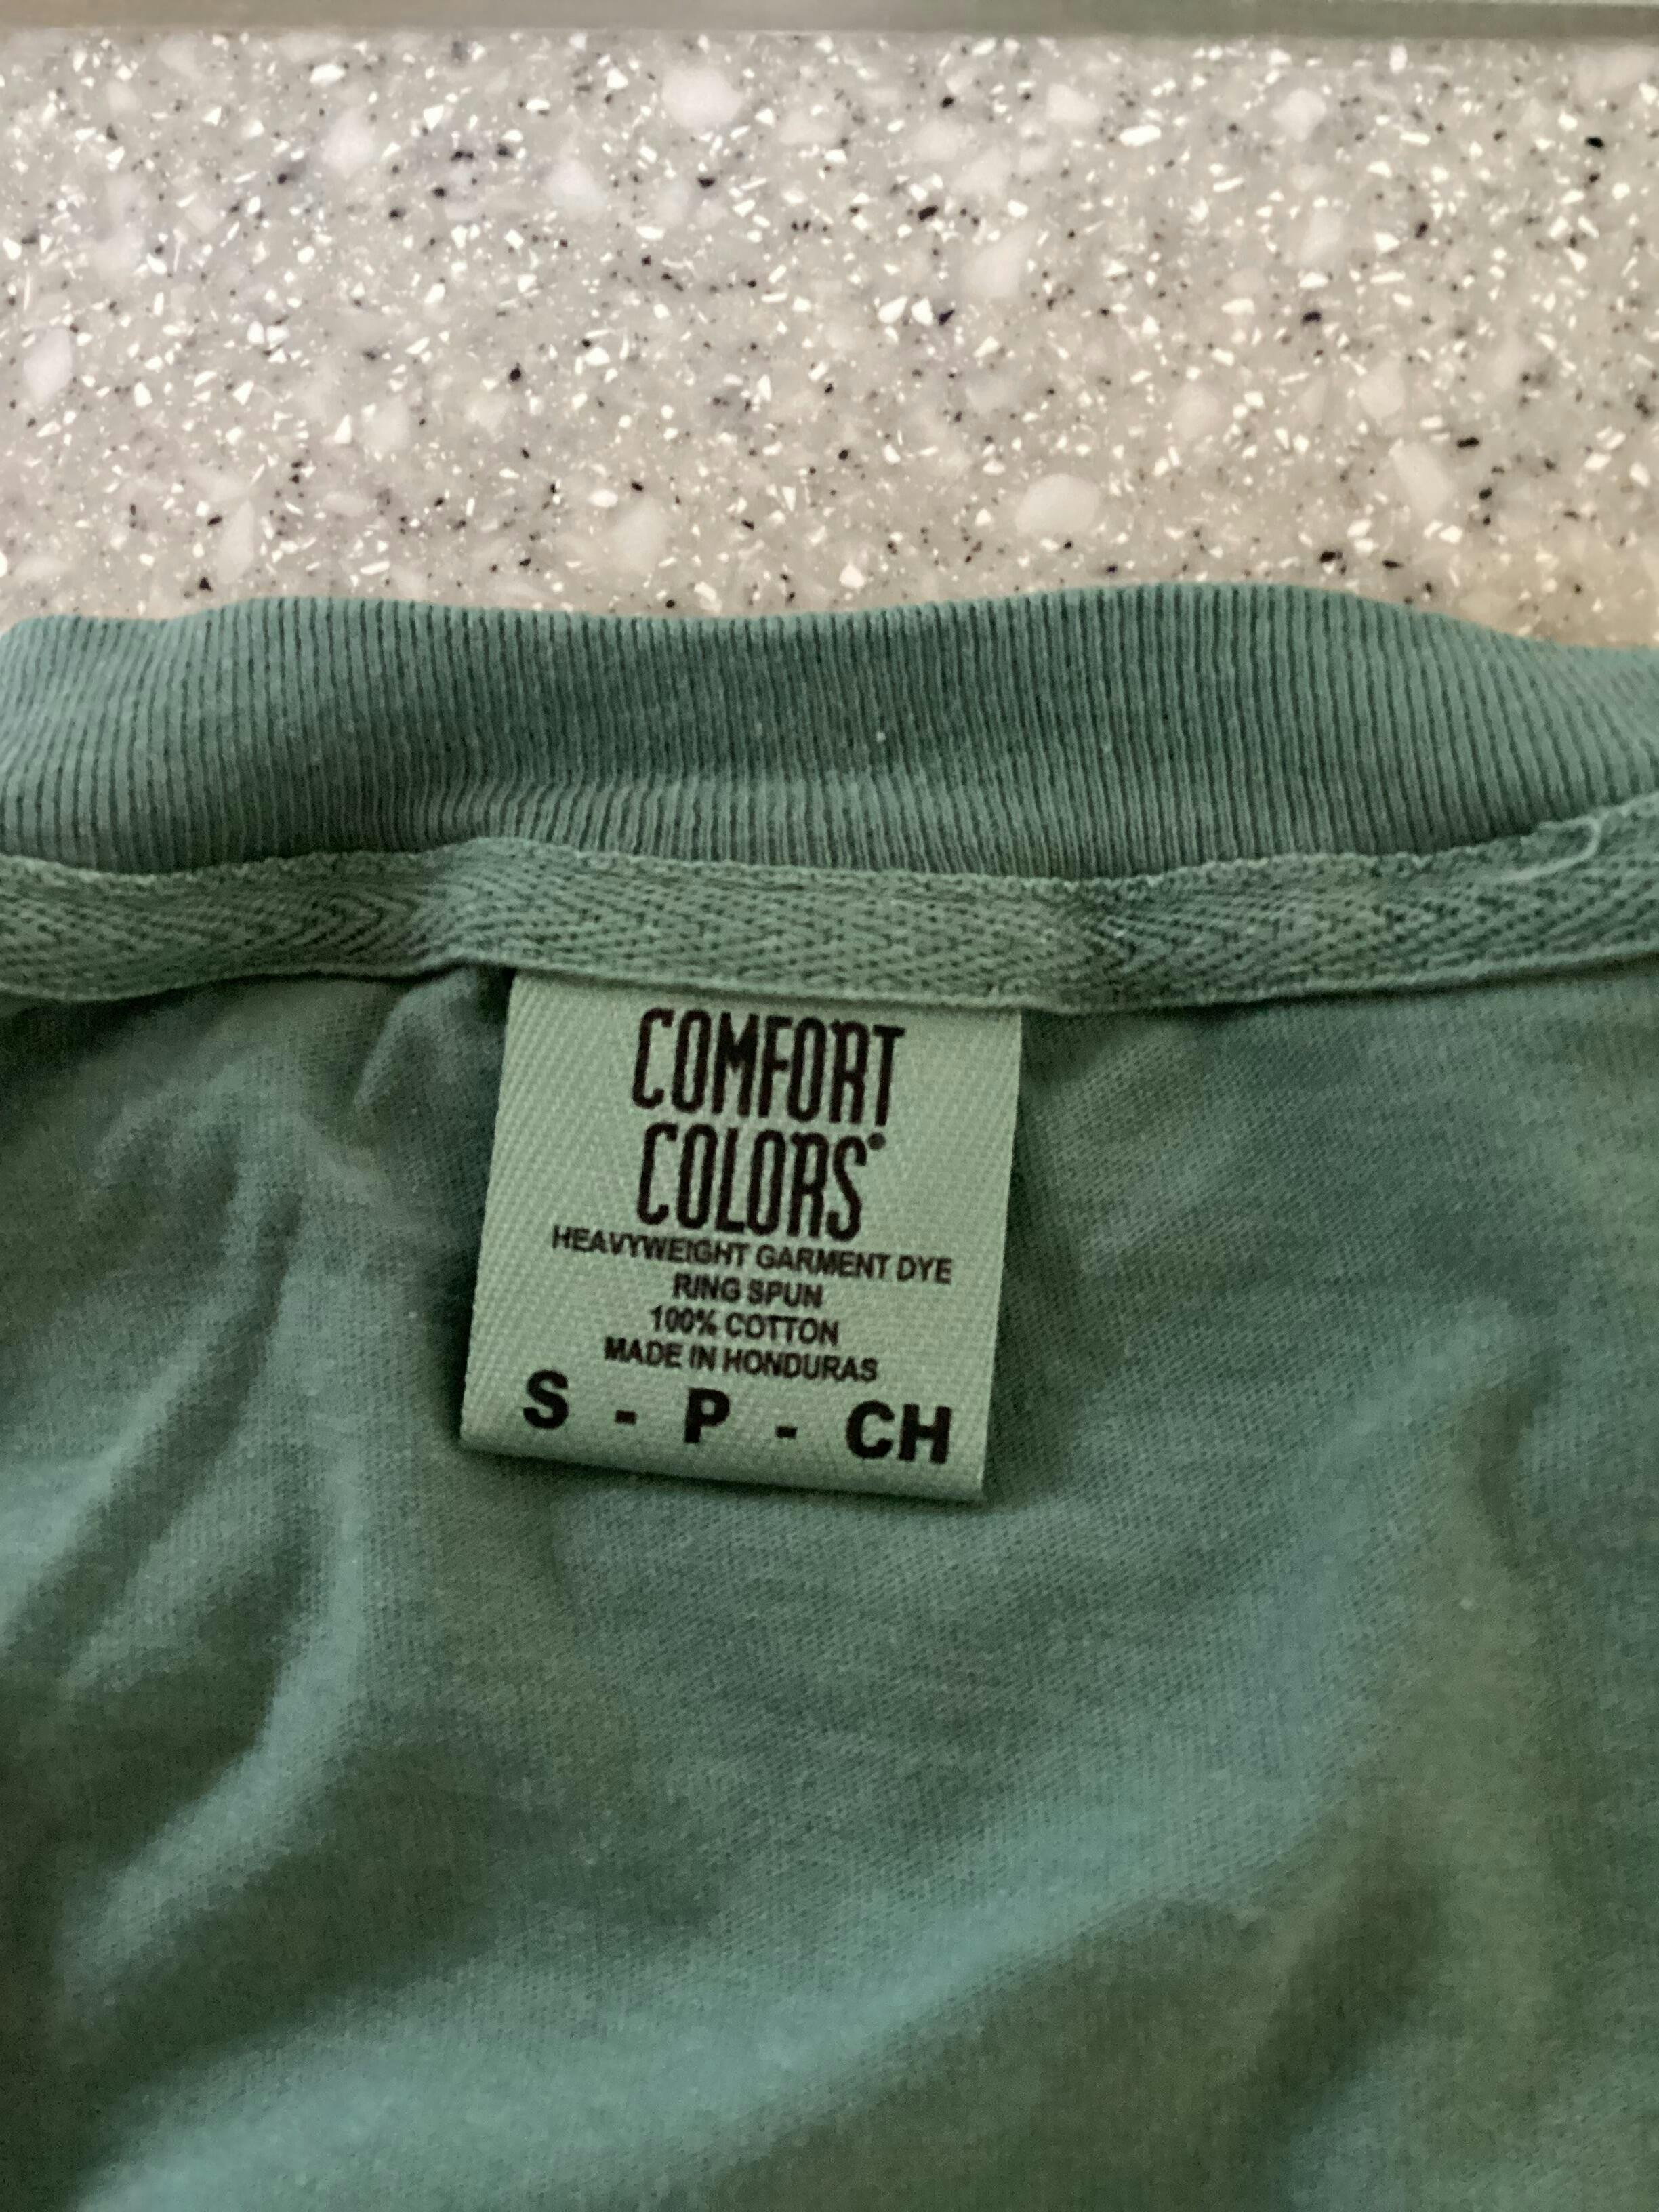 COMFORT
COLORS®
HEAVYWEIGHT GARMENT DYE
RING SPUN
100% COTTON
MADE IN HONDURAS
S - P - CH